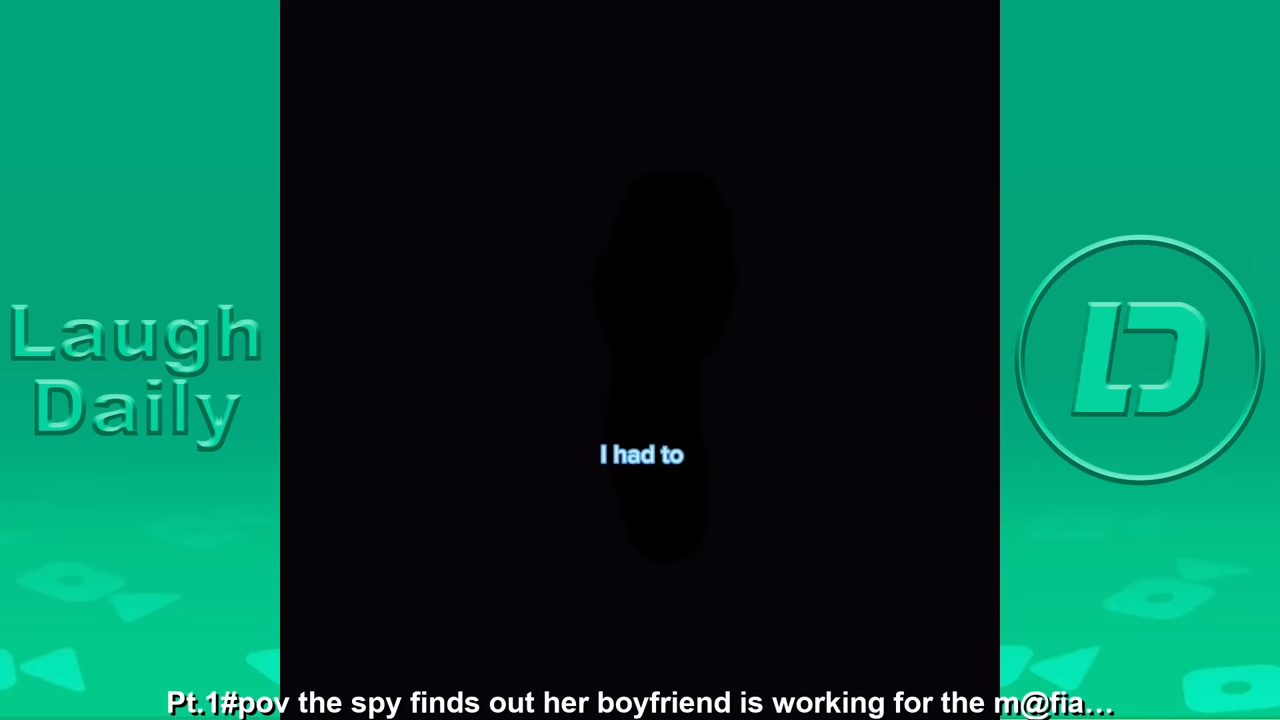 Laugh
Daily
LD
I had to
Pt.1#pov the spy finds out her boyfriend is working for the m@fia...